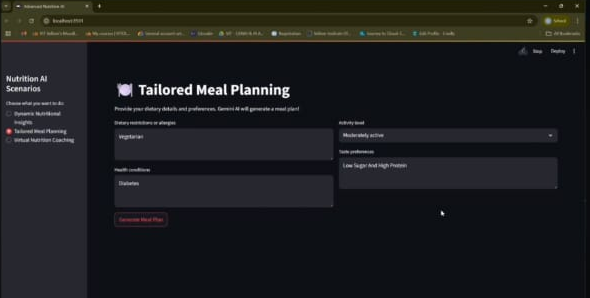 Advanced Nutrition AI
localhost:8501
School
All Bookmarks
Stop
Deploy
Nutrition AI
Scenarios
Choose what you want to do:
Dynamic Nutritional
Insights
Tailored Meal Planning
Virtual Nutrition Coaching
Tailored Meal Planning
Provide your dietary details and preferences. Gemini AI will generate a meal plan!
Dietary restrictions or allergies
Vegetarian
Activity level
Moderately active
Taste preferences
Low Sugar And High Protein
Health conditions
Diabetes
Generate Meal Plan